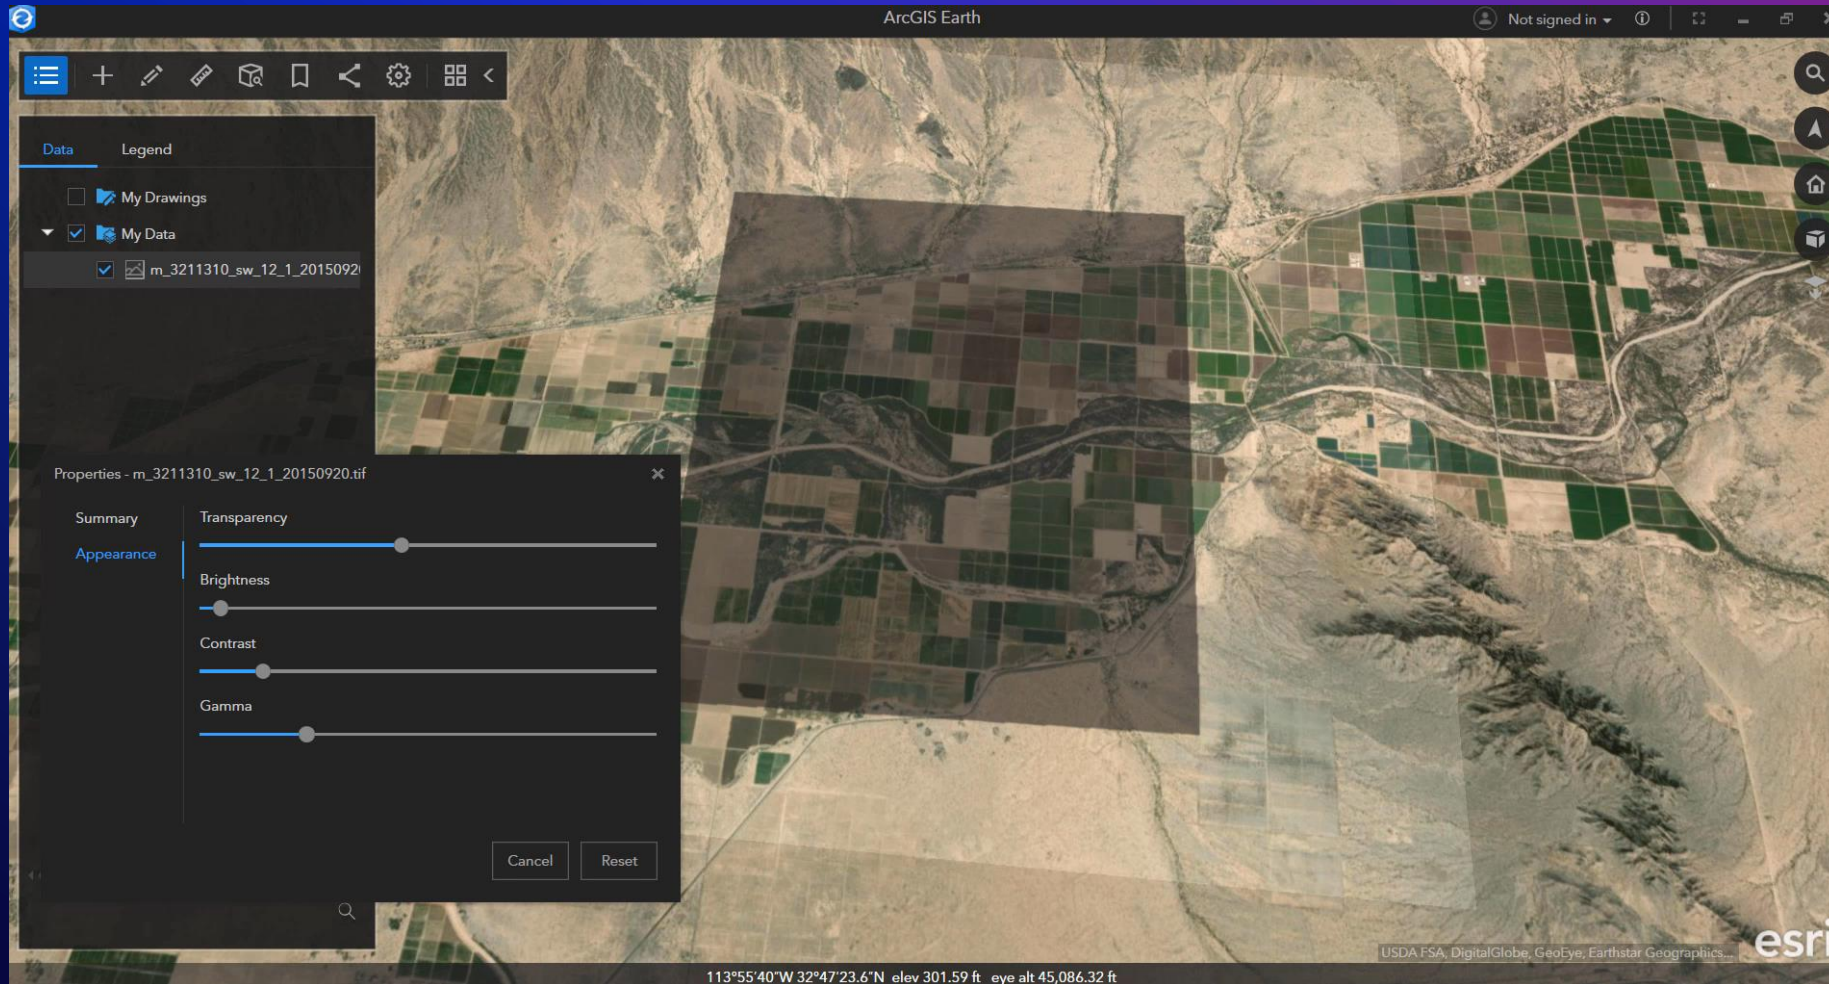 ArcGIS Earth
Not signed in
Data
Legend
My Drawings
My Data
m_3211310_sw_12_1_2015092
Properties - m_3211310_sw_12_1_20150920.tif
Summary
Appearance
Transparency
Brightness
Contrast
Gamma
Cancel
Reset
USDA FSA, DigitalGlobe, GeoEye, Earthstar Geographics...
esri
113°55'40"W 32°47'23.6"N elev 301.59 ft eye alt 45,086.32 ft